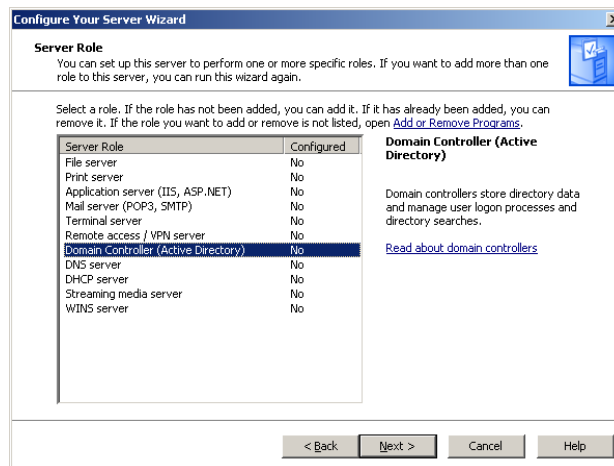 Configure Your Server Wizard
Server Role
You can set up this server to perform one or more specific roles. If you want to add more than one
role to this server, you can run this wizard again.
Select a role. If the role has not been added, you can add it. If it has already been added, you can
remove it. If the role you want to add or remove is not listed, open Add or Remove Programs.
Server Role Configured
File server No
Print server No
Application server (IIS, ASP.NET) No
Mail server (POP3, SMTP) No
Terminal server No
Remote access / VPN server No
Domain Controller (Active Directory) No
DNS server No
DHCP server No
Streaming media server No
WINS server No
Domain Controller (Active
Directory)
Domain controllers store directory data
and manage user logon processes and
directory searches.
Read about domain controllers
< Back Next > Cancel Help